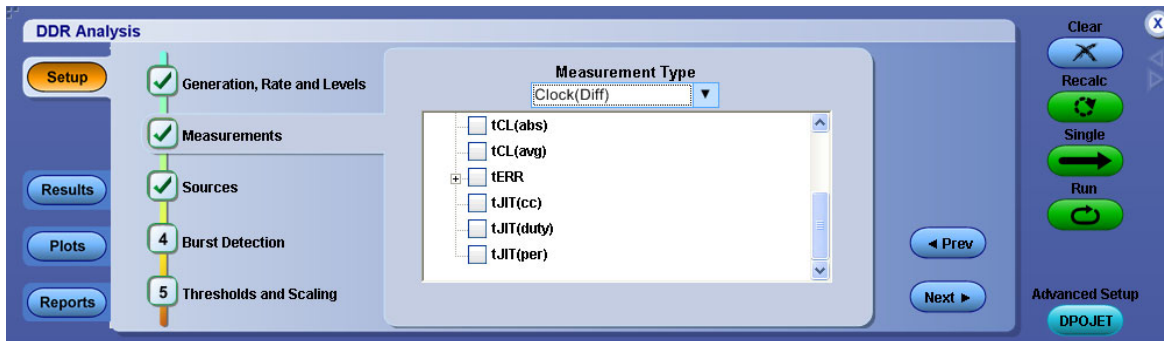 DDR Analysis
Setup
Results
Plots
Reports
Generation, Rate and Levels
Measurements
Sources
4 Burst Detection
5 Thresholds and Scaling
Measurement Type
Clock(Diff)
tCL(abs)
tCL(avg)
tERR
tJIT(cc)
tJIT(duty)
tJIT(per)
◄ Prev
Next ►
Clear
X
Recalc
Single
Run
Advanced Setup
DPOJET